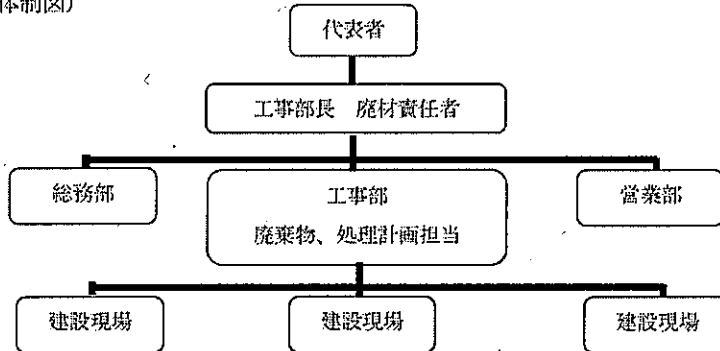 体制図)
代表者
工事部長 廃材責任者
総務部
工事部
営業部
廃棄物、処理計画担当
建設現場
建設現場
建設現場